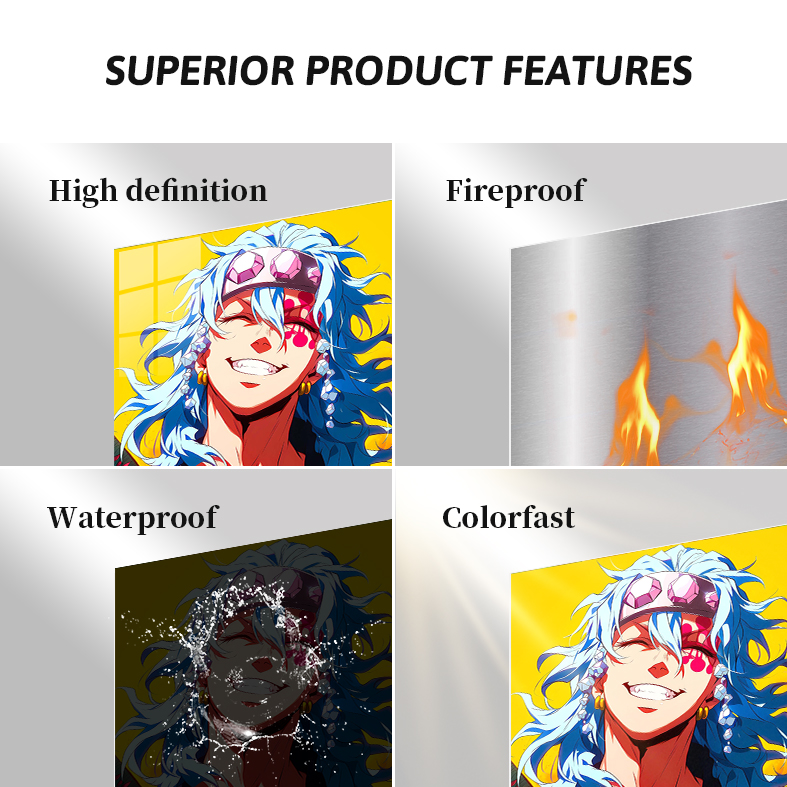 SUPERIOR PRODUCT FEATURES
High definition
Fireproof
Waterproof
Colorfast